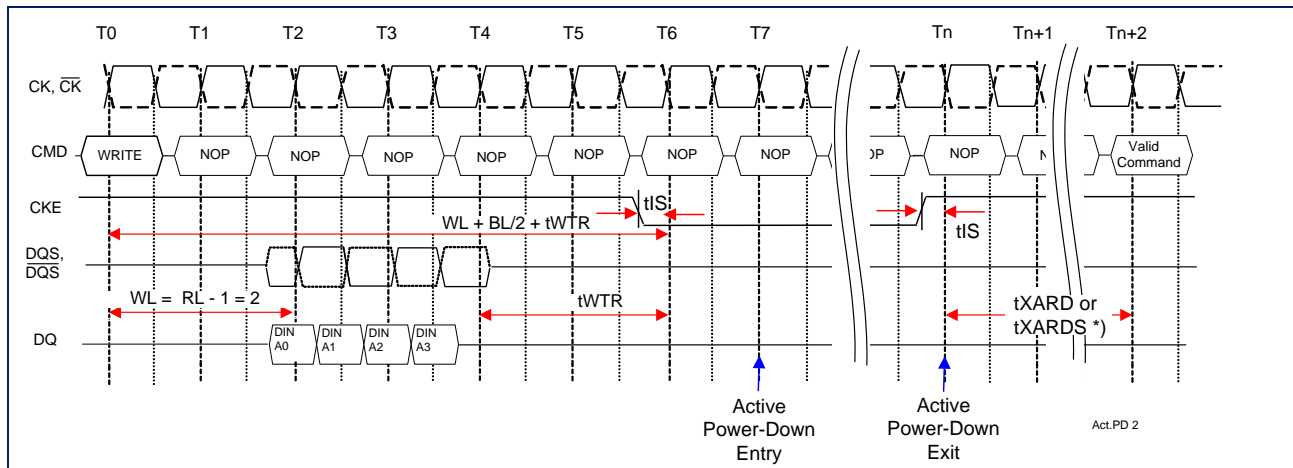 T0 T1 T2 T3 T4 T5 T6 T7 Tn Tn+1 Tn+2
CK, CK
CMD WRITE NOP NOP NOP NOP NOP NOP NOP OP NOP N Valid Command
CKE
tIS
WL + BL/2 + tWTR
tIS
DQS,
DQS
WL = RL - 1 = 2
tWTR
tXARD or
tXARDS *)
DQ
DIN A0
DIN A1
DIN A2
DIN A3
Active
Power-Down
Entry
Active
Power-Down
Exit
Act.PD 2